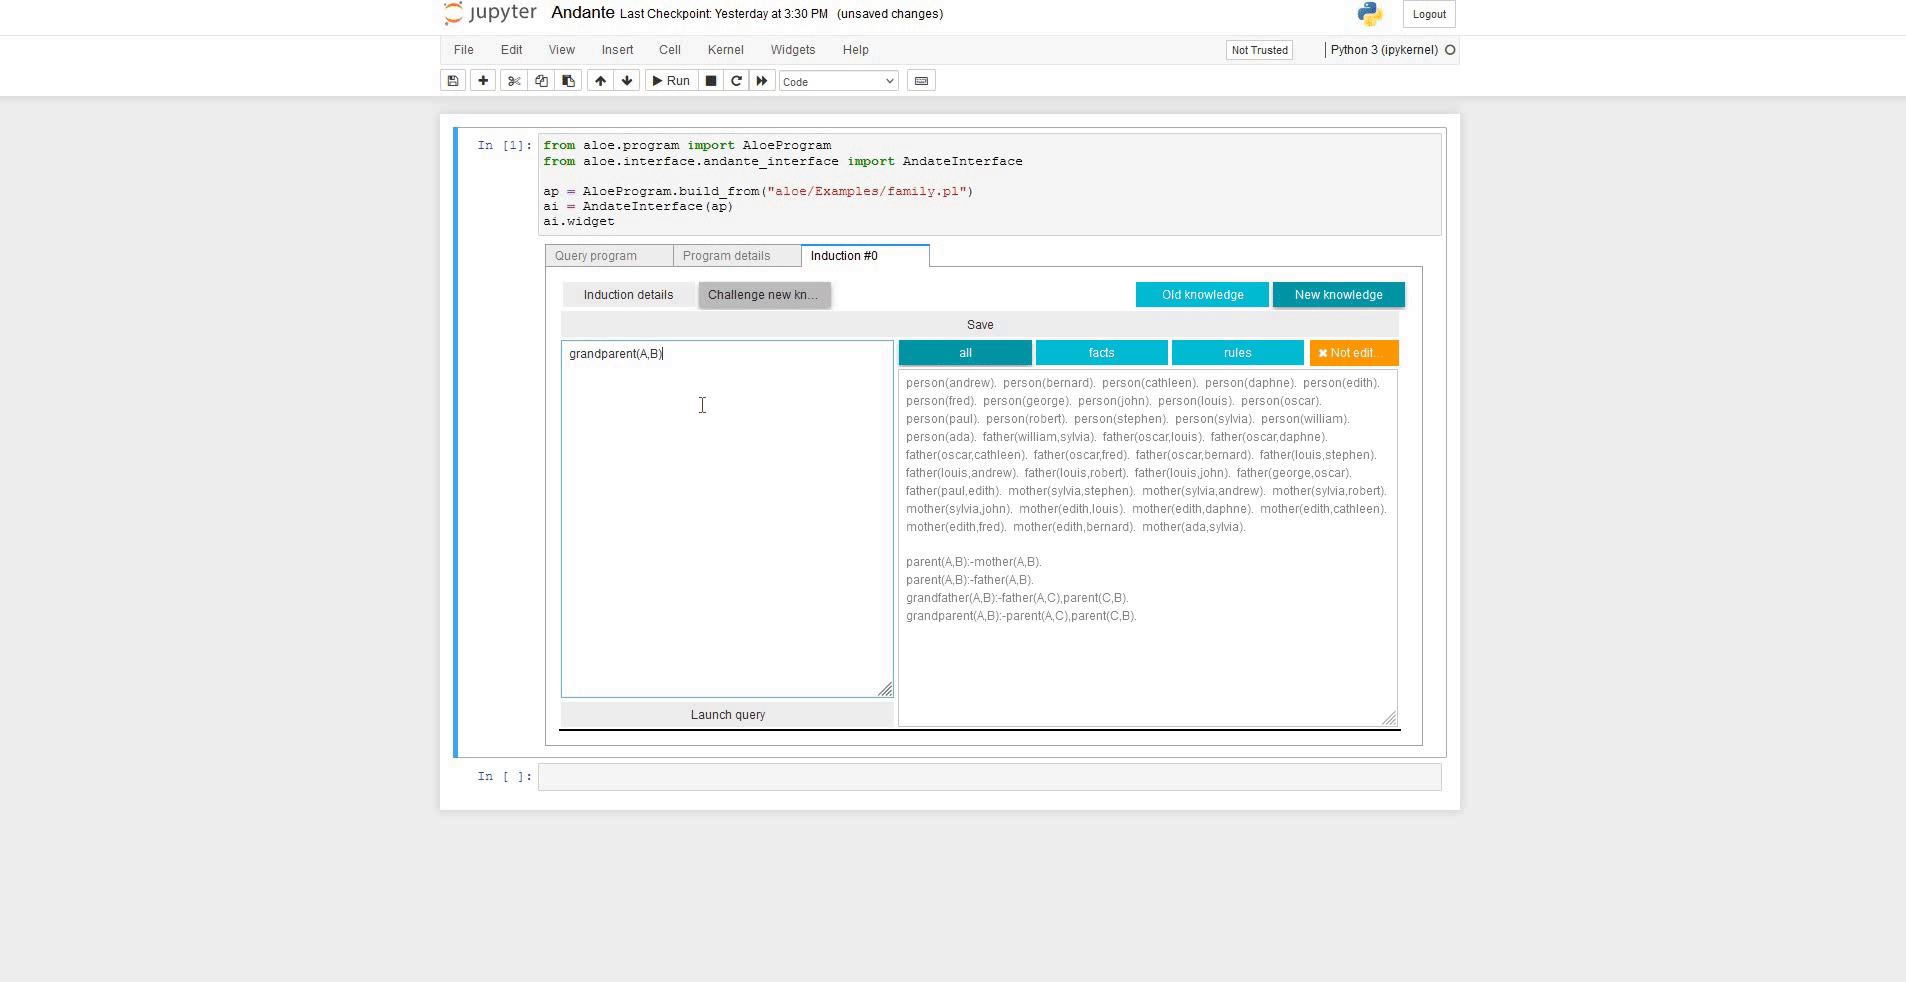 jupyter Andante Last Checkpoint: Yesterday at 3:30 PM (unsaved changes) Logout
File Edit View Insert Cell Kernel Widgets Help Not Trusted Python 3 (ipykernel)
Run Code
In [1]: from aloe.program import AloeProgram
from aloe.interface.andante_interface import AndateInterface
ap = AloeProgram.build_from("aloe/Examples/family.pl")
ai = AndateInterface(ap)
ai.widget
Query program Program details Induction #0
Induction details Challenge new kn... Old knowledge New knowledge
Save
grandparent(A,B)
all facts rules Not edit...
person(andrew). person(bernard). person(cathleen). person(daphne). person(edith).
person(fred). person(george). person(john). person(louis). person(oscar).
person(paul). person(robert). person(stephen). person(sylvia). person(william).
person(ada). father(william,sylvia). father(oscar,louis). father(oscar,daphne).
father(oscar,cathleen). father(oscar,fred). father(oscar,bernard). father(louis,stephen).
father(louis,andrew). father(louis,robert). father(louis,john). father(george,oscar).
father(paul,edith). mother(sylvia,stephen). mother(sylvia,andrew). mother(sylvia,robert).
mother(sylvia,john). mother(edith,louis). mother(edith,daphne). mother(edith,cathleen).
mother(edith,fred). mother(edith,bernard). mother(ada,sylvia).
parent(A,B):-mother(A,B).
parent(A,B):-father(A,B).
grandfather(A,B):-father(A,C),parent(C,B).
grandparent(A,B):-parent(A,C),parent(C,B).
Launch query
In [ ]: